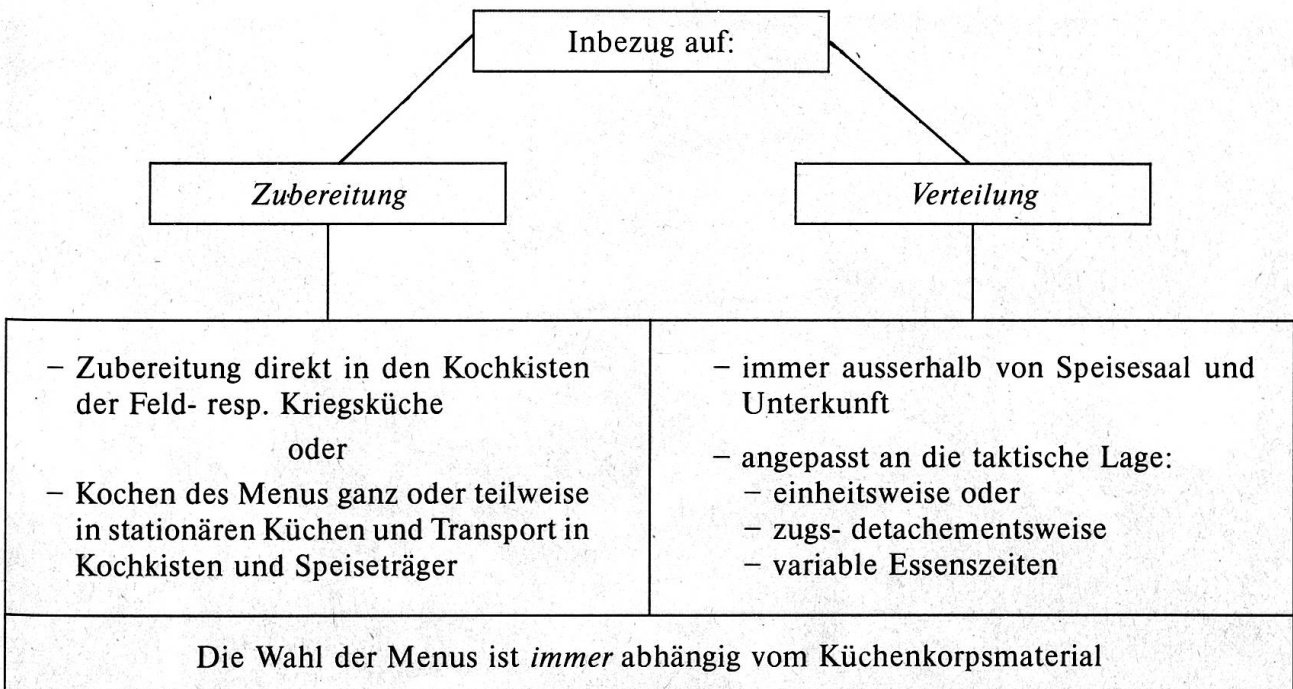 Inbezug auf:
Zubereitung
Verteilung
– Zubereitung direkt in den Kochkisten
der Feld- resp. Kriegsküche
oder
– Kochen des Menus ganz oder teilweise
in stationären Küchen und Transport in
Kochkisten und Speiseträger
– immer ausserhalb von Speisesaal und
Unterkunft
– angepasst an die taktische Lage:
– einheitsweise oder
– zugs- detachementsweise
– variable Essenszeiten
Die Wahl der Menus ist immer abhängig vom Küchenkorpsmaterial